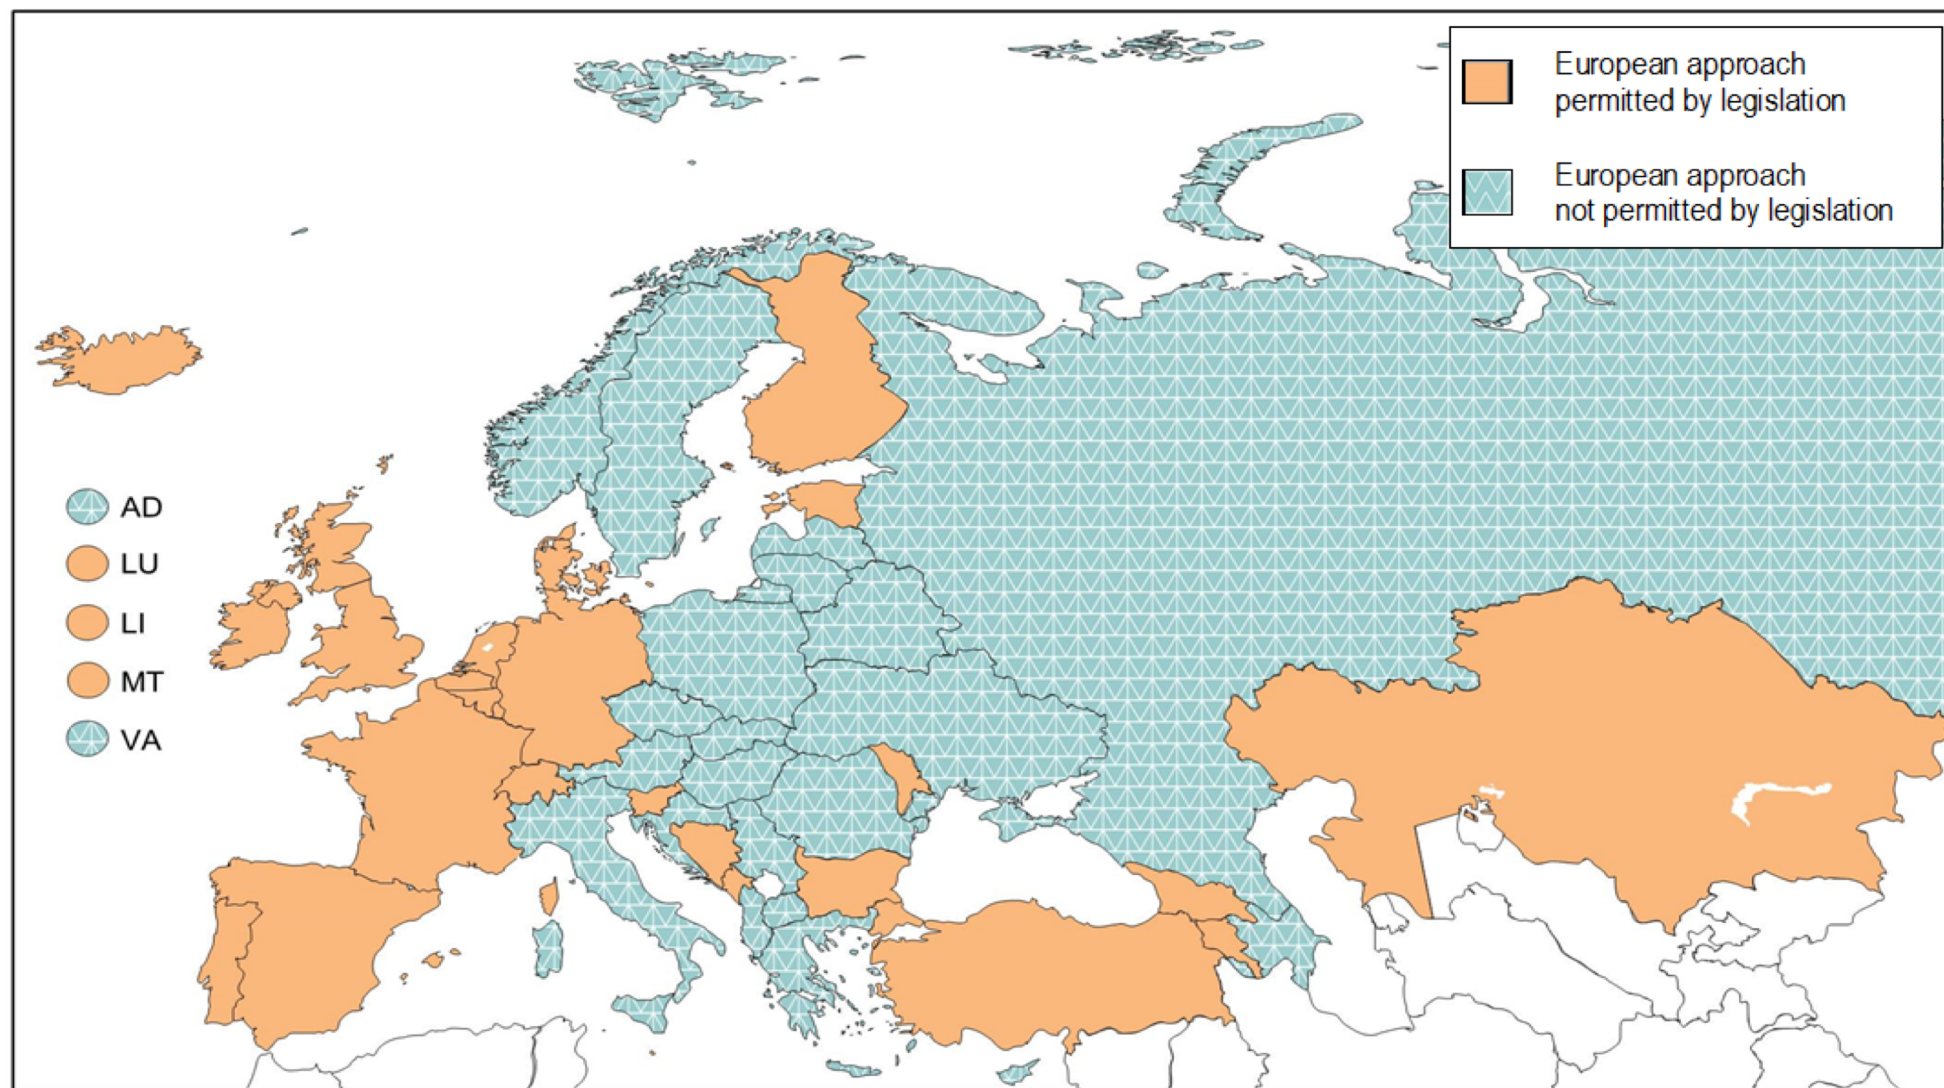 European approach
permitted by legislation
European approach
not permitted by legislation
AD
LU
LI
MT
VA